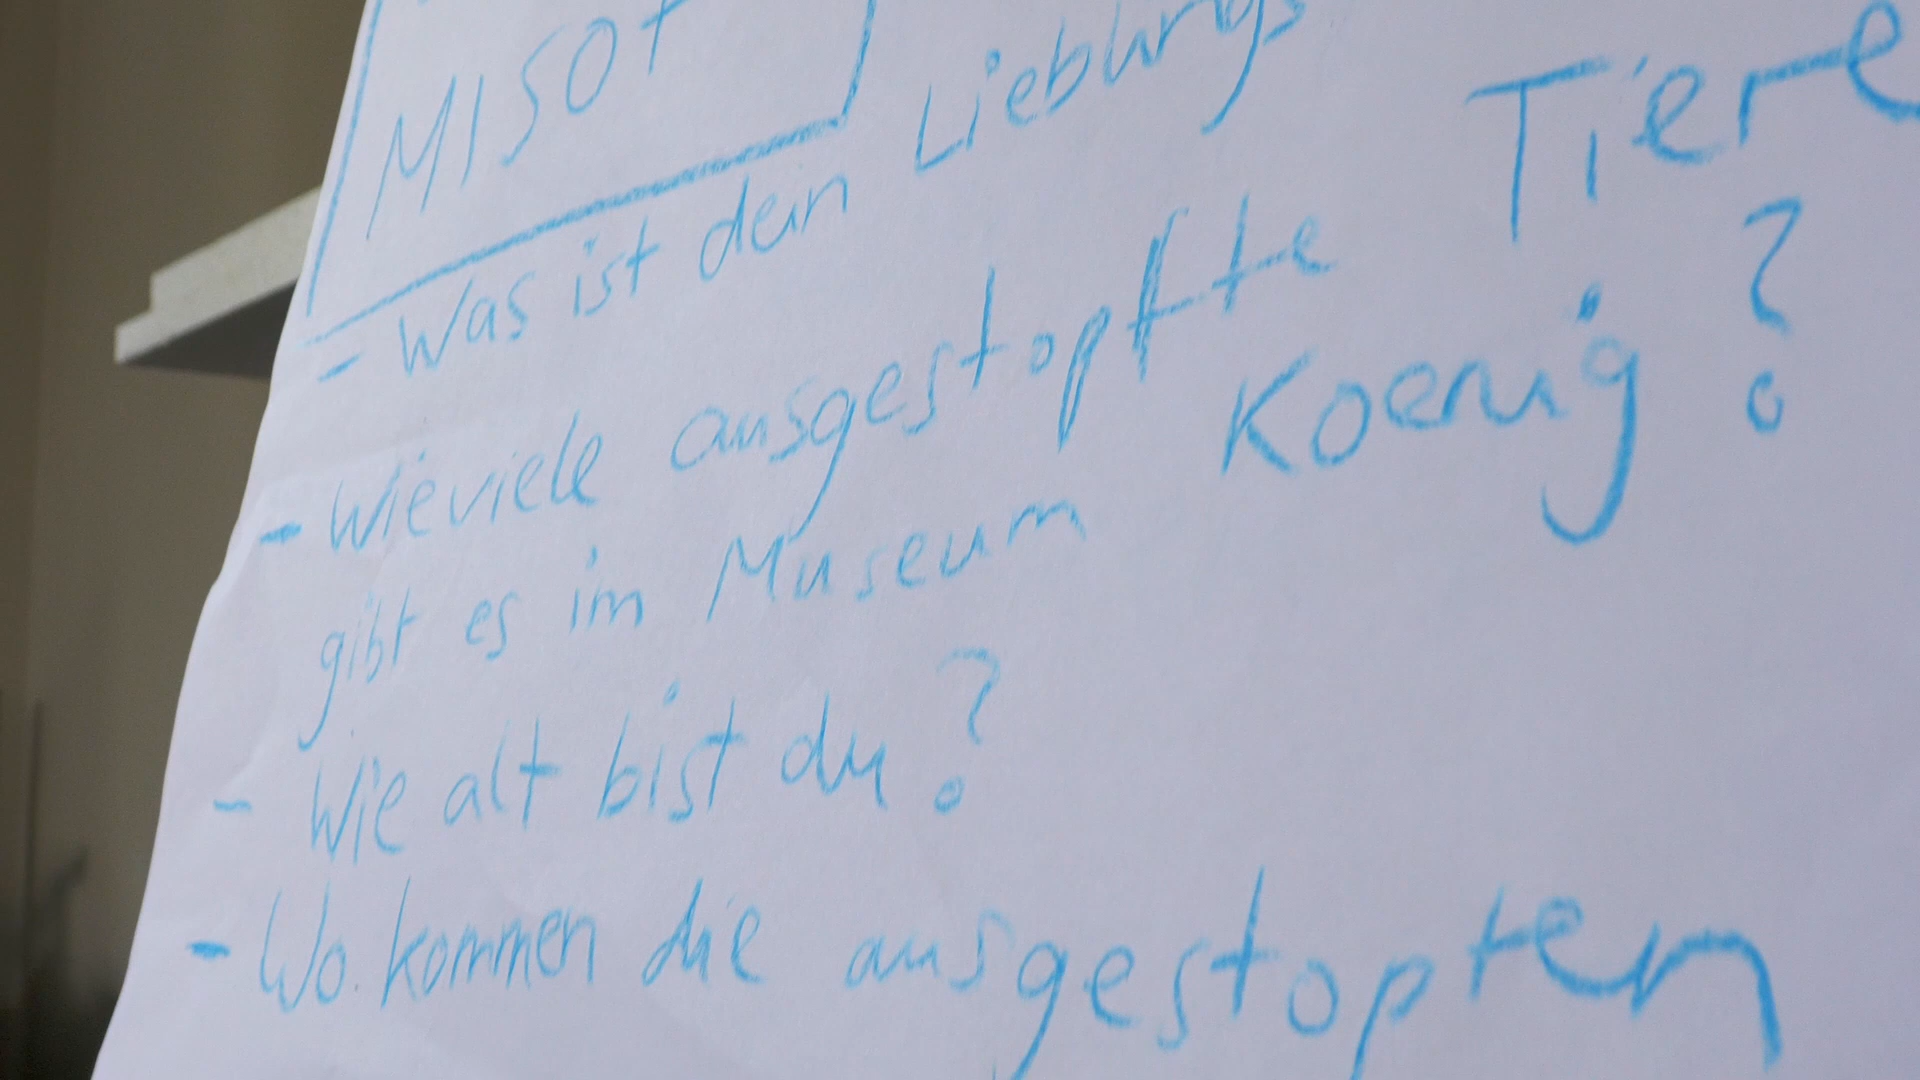 MISOT
- Was ist dein Lieblings
- Wieviele ausgestopfte Tiere
gibt es im Museum Koenig?
- Wie alt bist du?
- Wo kommen die ausgestopten